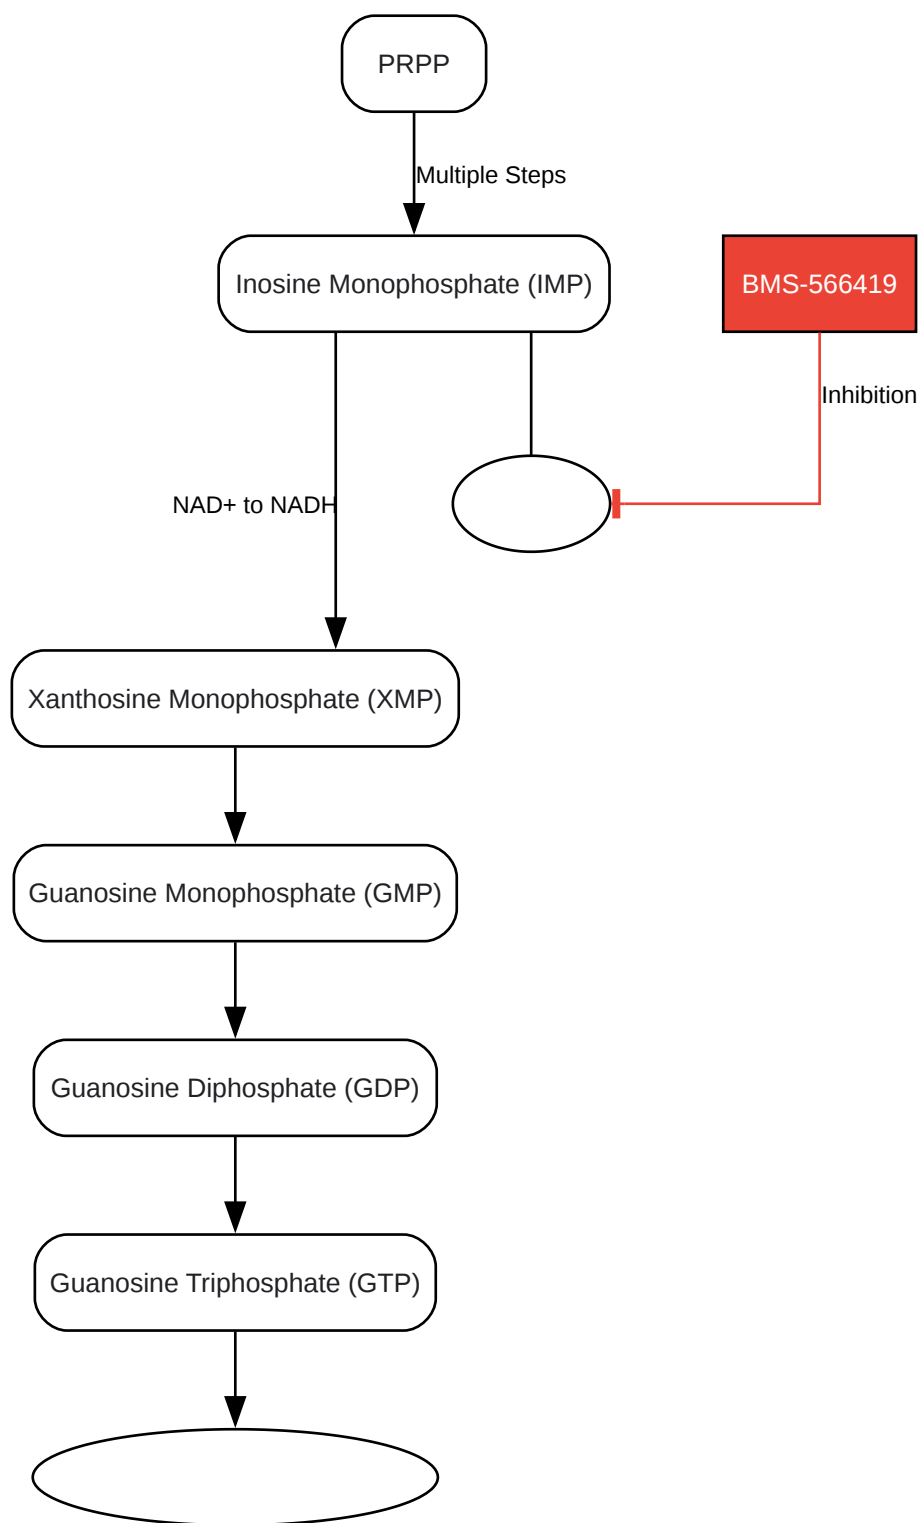 PRPP
Multiple Steps
Inosine Monophosphate (IMP)
BMS-566419
Inhibition
NAD+ to NADH
Xanthosine Monophosphate (XMP)
Guanosine Monophosphate (GMP)
Guanosine Diphosphate (GDP)
Guanosine Triphosphate (GTP)